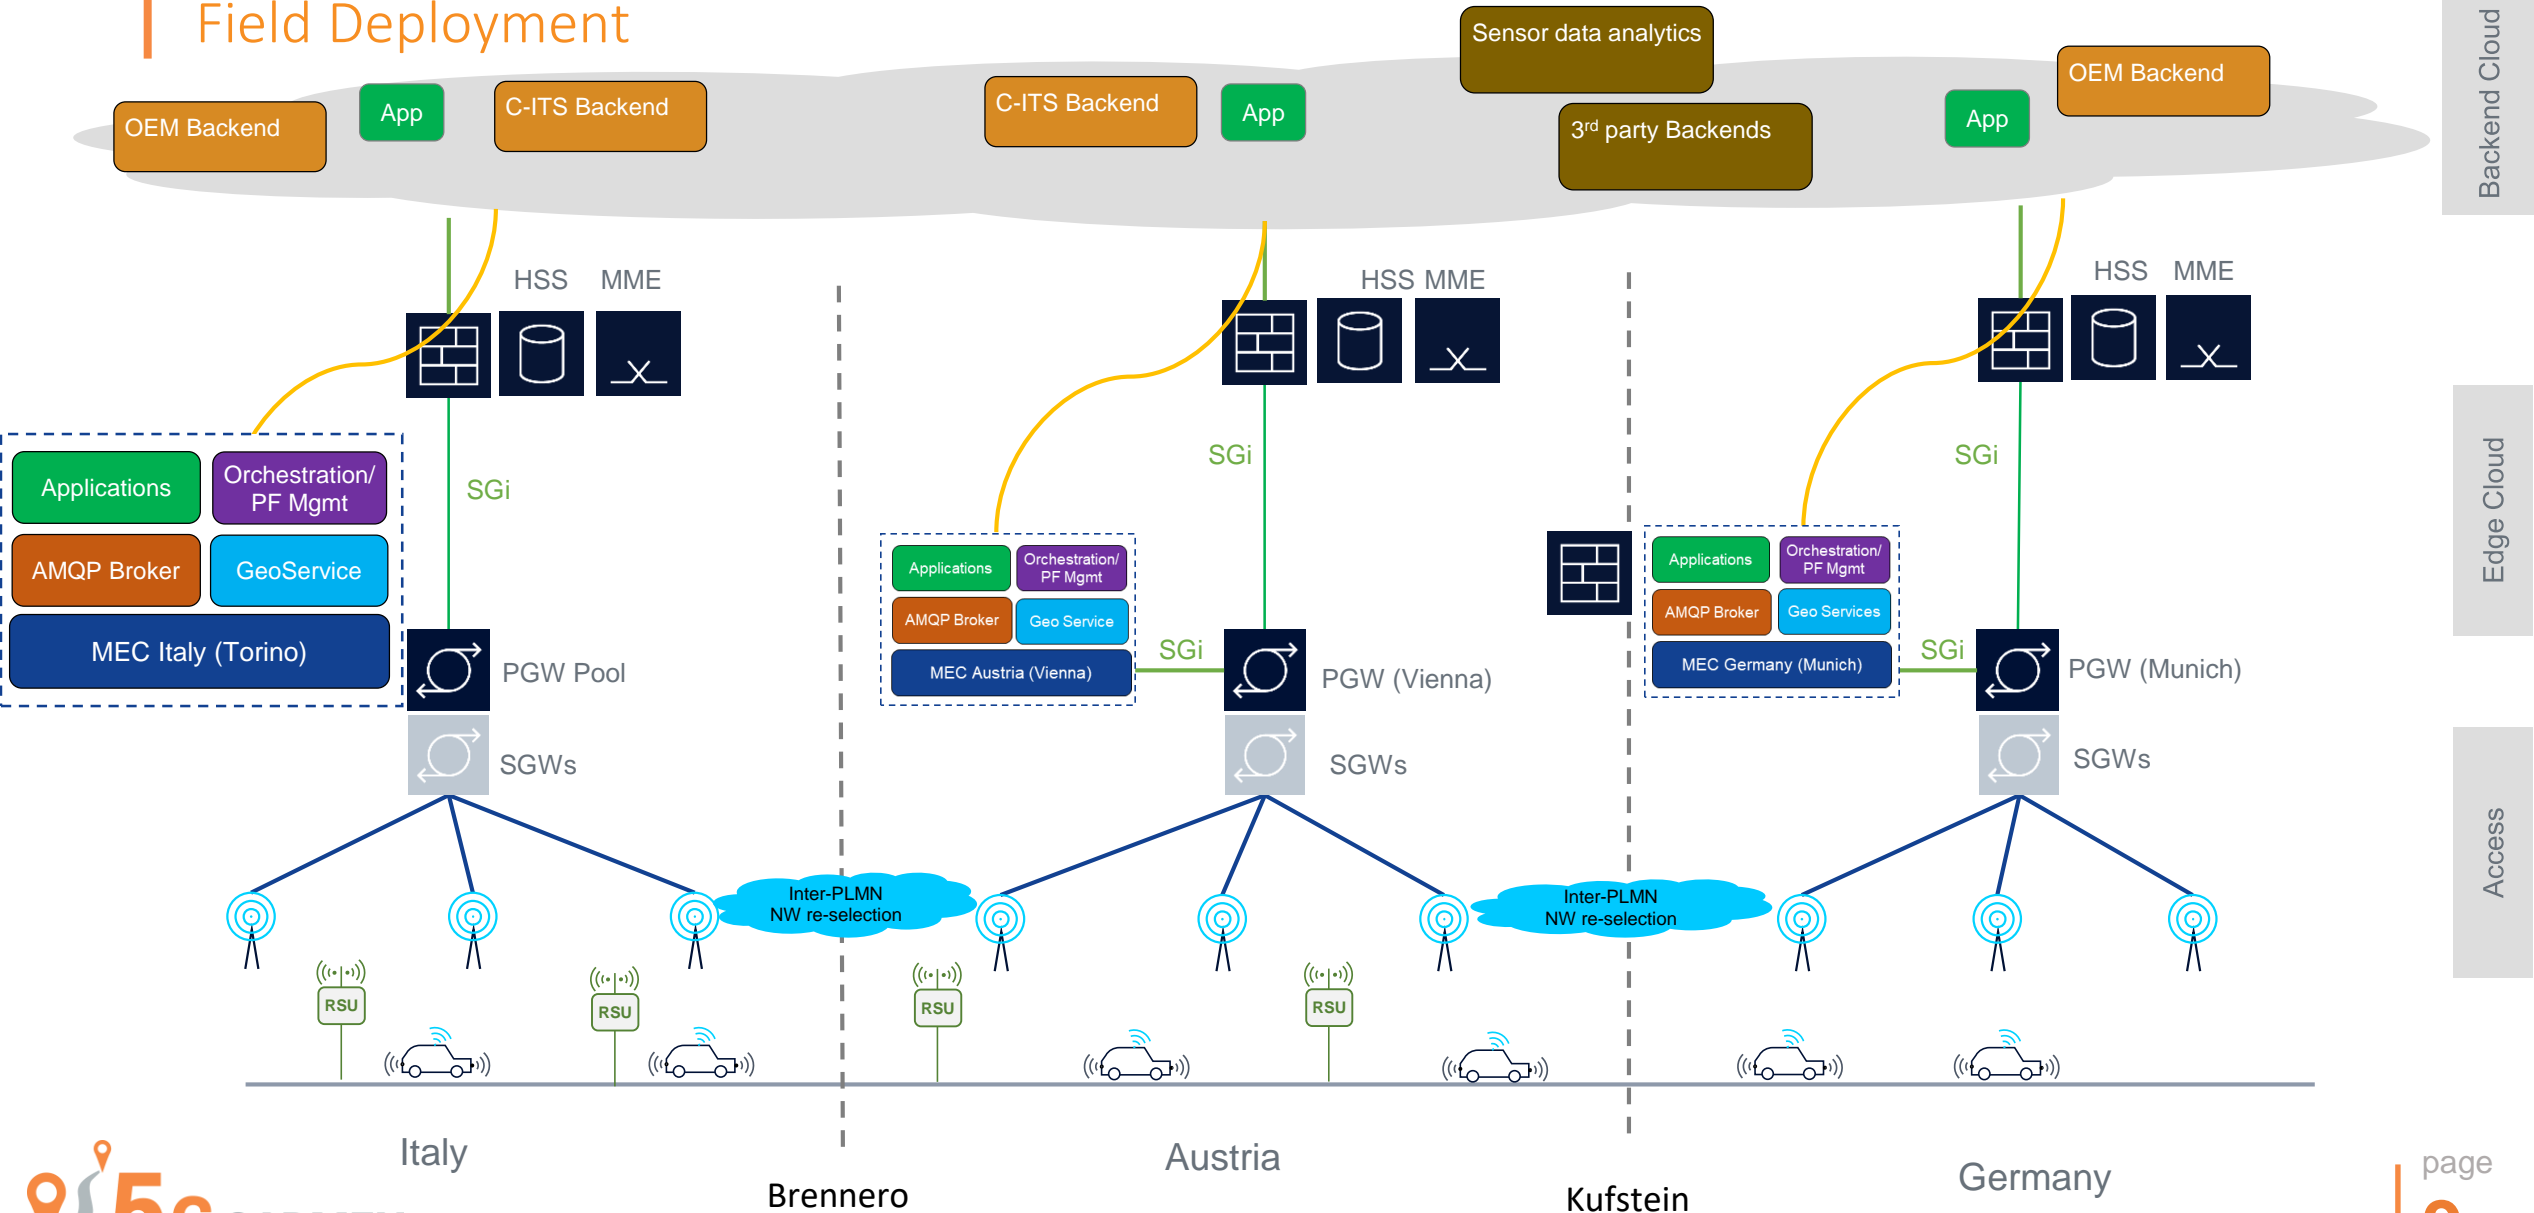 Field Deployment
Sensor data analytics
OEM Backend
App
C-ITS Backend
C-ITS Backend
App
3rd party Backends
App
OEM Backend
Backend Cloud
HSS MME
HSS MME
HSS MME
Applications
Orchestration/
PF Mgmt
AMQP Broker
GeoService
MEC Italy (Torino)
SGi
PGW Pool
SGWs
SGi
Applications
Orchestration/
PF Mgmt
AMQP Broker
Geo Service
MEC Austria (Vienna)
SGi
PGW (Vienna)
SGWs
SGi
Applications
Orchestration/
PF Mgmt
AMQP Broker
Geo Services
MEC Germany (Munich)
SGi
PGW (Munich)
SGWs
Edge Cloud
Access
Inter-PLMN
NW re-selection
Inter-PLMN
NW re-selection
RSU
RSU
RSU
RSU
Italy
Austria
Germany
Brennero
Kufstein
page